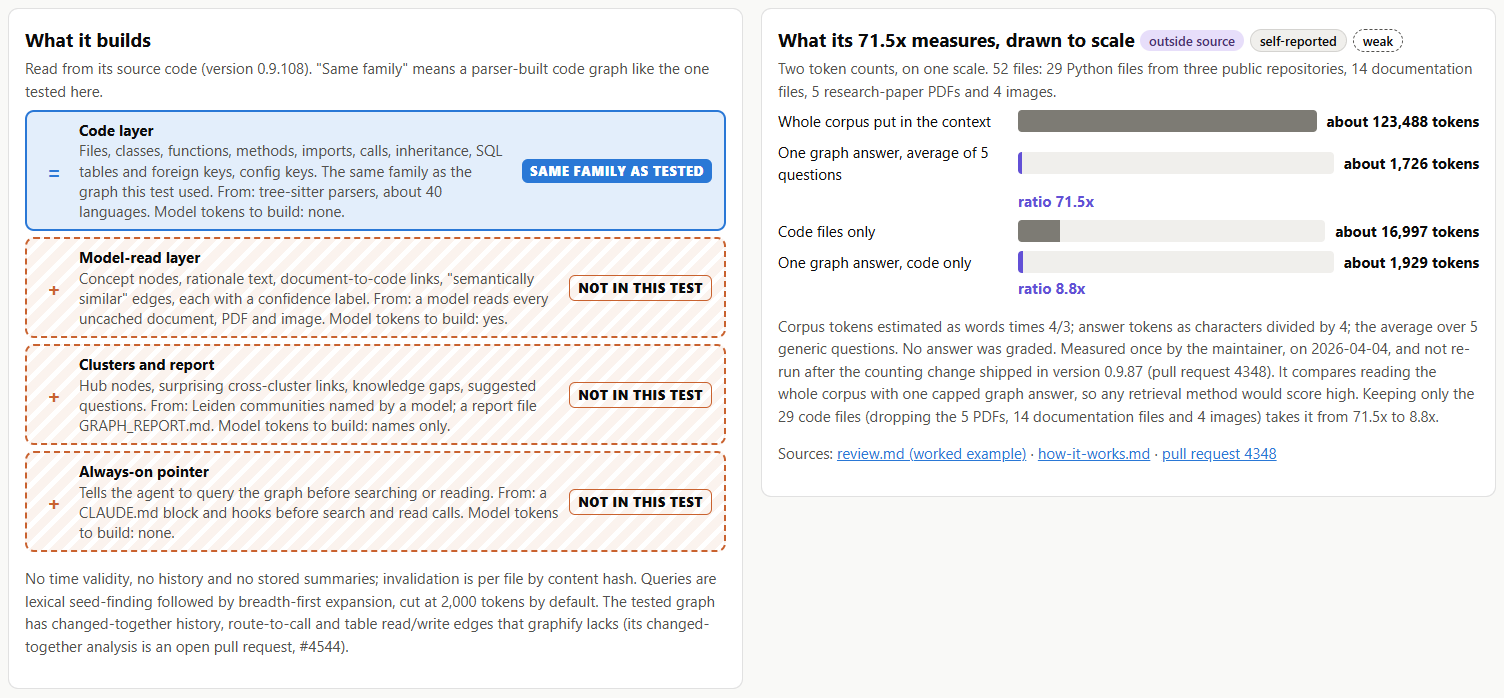 What it builds
Read from its source code (version 0.9.108). "Same family" means a parser-built code graph like the one
tested here.
=
Code layer
Files, classes, functions, methods, imports, calls, inheritance, SQL
tables and foreign keys, config keys. The same family as the
graph this test used. From: tree-sitter parsers, about 40
languages. Model tokens to build: none.
SAME FAMILY AS TESTED
+
Model-read layer
Concept nodes, rationale text, document-to-code links, "semantically
similar" edges, each with a confidence label. From: a model reads every
uncached document, PDF and image. Model tokens to build: yes.
NOT IN THIS TEST
+
Clusters and report
Hub nodes, surprising cross-cluster links, knowledge gaps, suggested
questions. From: Leiden communities named by a model; a report file
GRAPH_REPORT.md. Model tokens to build: names only.
NOT IN THIS TEST
+
Always-on pointer
Tells the agent to query the graph before searching or reading. From: a
CLAUDE.md block and hooks before search and read calls. Model tokens
to build: none.
NOT IN THIS TEST
No time validity, no history and no stored summaries; invalidation is per file by content hash. Queries are
lexical seed-finding followed by breadth-first expansion, cut at 2,000 tokens by default. The tested graph
has changed-together history, route-to-call and table read/write edges that graphify lacks (its changed-
together analysis is an open pull request, #4544).
What its 71.5x measures, drawn to scale outside source self-reported weak
Two token counts, on one scale. 52 files: 29 Python files from three public repositories, 14 documentation
files, 5 research-paper PDFs and 4 images.
Whole corpus put in the context about 123,488 tokens
One graph answer, average of 5
questions
about 1,726 tokens
ratio 71.5x
Code files only about 16,997 tokens
One graph answer, code only about 1,929 tokens
ratio 8.8x
Corpus tokens estimated as words times 4/3; answer tokens as characters divided by 4; the average over 5
generic questions. No answer was graded. Measured once by the maintainer, on 2026-04-04, and not re-
run after the counting change shipped in version 0.9.87 (pull request 4348). It compares reading the
whole corpus with one capped graph answer, so any retrieval method would score high. Keeping only the
29 code files (dropping the 5 PDFs, 14 documentation files and 4 images) takes it from 71.5x to 8.8x.
Sources: review.md (worked example) · how-it-works.md · pull request 4348